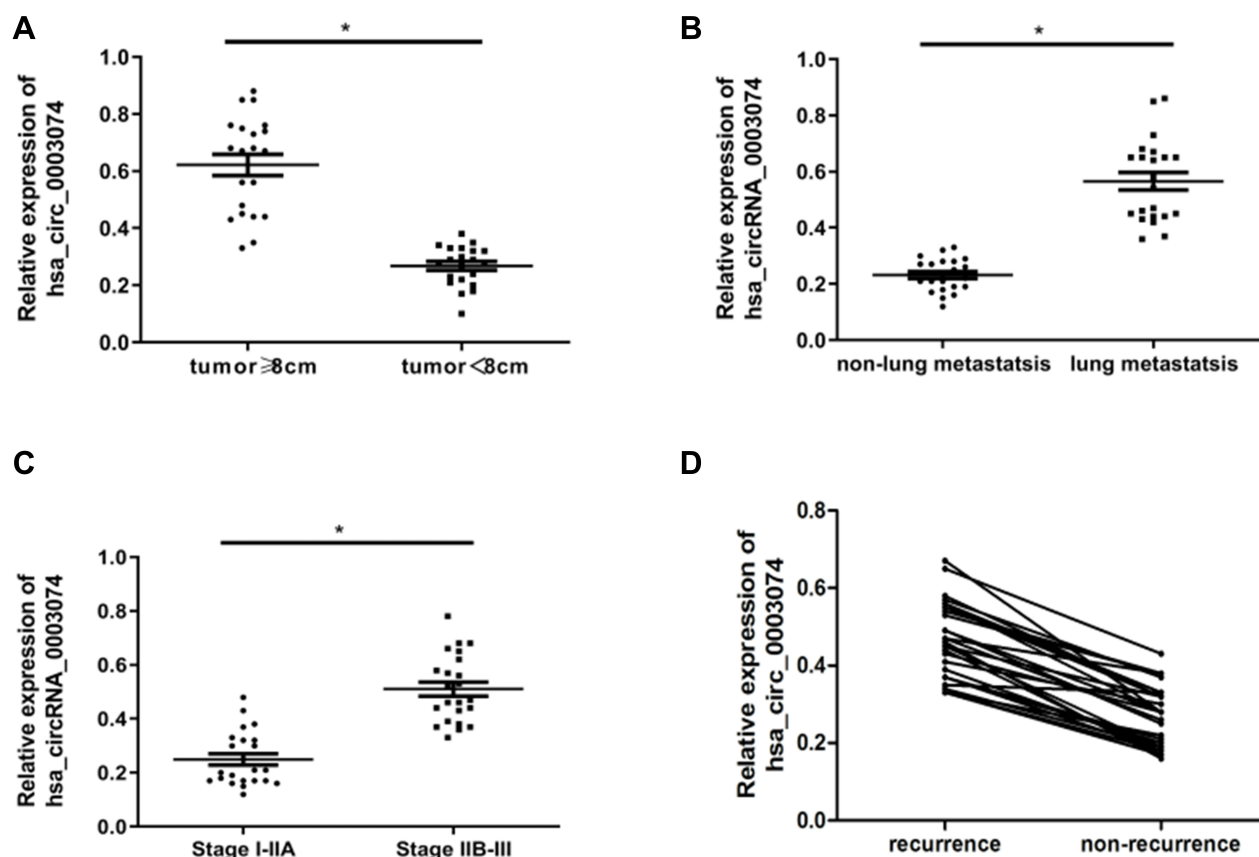 A
*
Relative expression of
hsa_circ_0003074
1.0
0.8
0.6
0.4
0.2
0.0
tumor⩾8cm
tumor<8cm
B
*
Relative expression of
hsa_circRNA_0003074
1.0
0.8
0.6
0.4
0.2
0.0
non-lung metastatsis
lung metastatsis
C
*
Relative expression of
hsa_circRNA_0003074
1.0
0.8
0.6
0.4
0.2
0.0
Stage I-IIA
Stage IIB-III
D
Relative expression of
hsa_circ_0003074
0.8
0.6
0.4
0.2
0.0
recurrence
non-recurrence